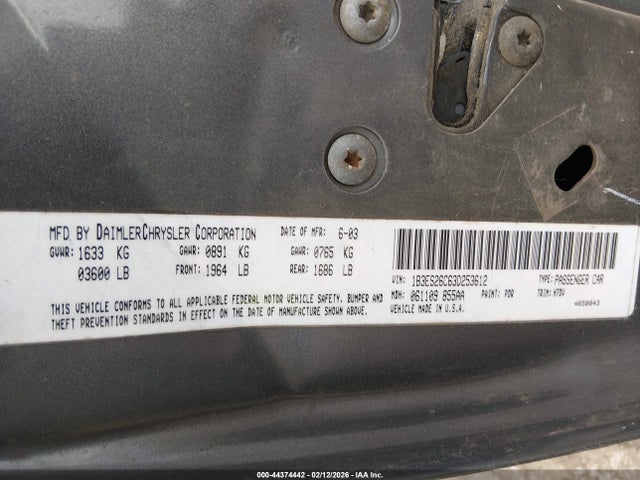 MFD BY DAIMLERCHRYSLER CORPORATION DATE OF MFR: 6-03
GVWR: 1633 KG GAWR: 0891 KG GAWR: 0765 KG
03600 LB FRONT: 1964 LB REAR: 1686 LB
THIS VEHICLE CONFORMS TO ALL APPLICABLE FEDERAL MOTOR VEHICLE SAFETY, BUMPER AND
THEFT PREVENTION STANDARDS IN EFFECT ON THE DATE OF MANUFACTURE SHOWN ABOVE.
VIN: 1B3ES26C63D253612 TYPE: PASSENGER CAR
MDH: 061109 855AA PAINT: PDR TRIM: H7DV
VEHICLE MADE IN U.S.A. 4658043
000-44374442 - 02/12/2026 - IAA Inc.